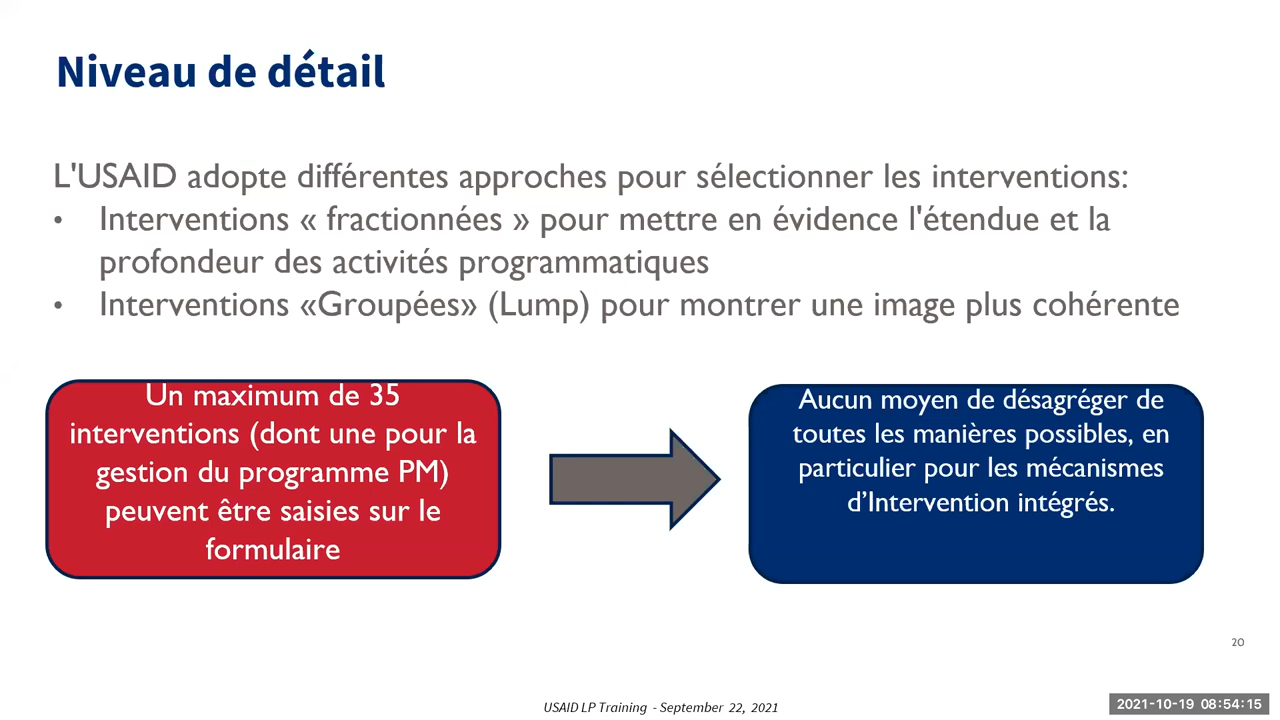 Niveau de détail
L'USAID adopte différentes approches pour sélectionner les interventions:
• Interventions « fractionnées » pour mettre en évidence l'étendue et la
profondeur des activités programmatiques
• Interventions «Groupées» (Lump) pour montrer une image plus cohérente
Un maximum de 35
interventions (dont une pour la
gestion du programme PM)
peuvent être saisies sur le
formulaire
Aucun moyen de désagréger de
toutes les manières possibles, en
particulier pour les mécanismes
d’Intervention intégrés.
20
USAID LP Training - September 22, 2021
2021-10-19 08:54:15